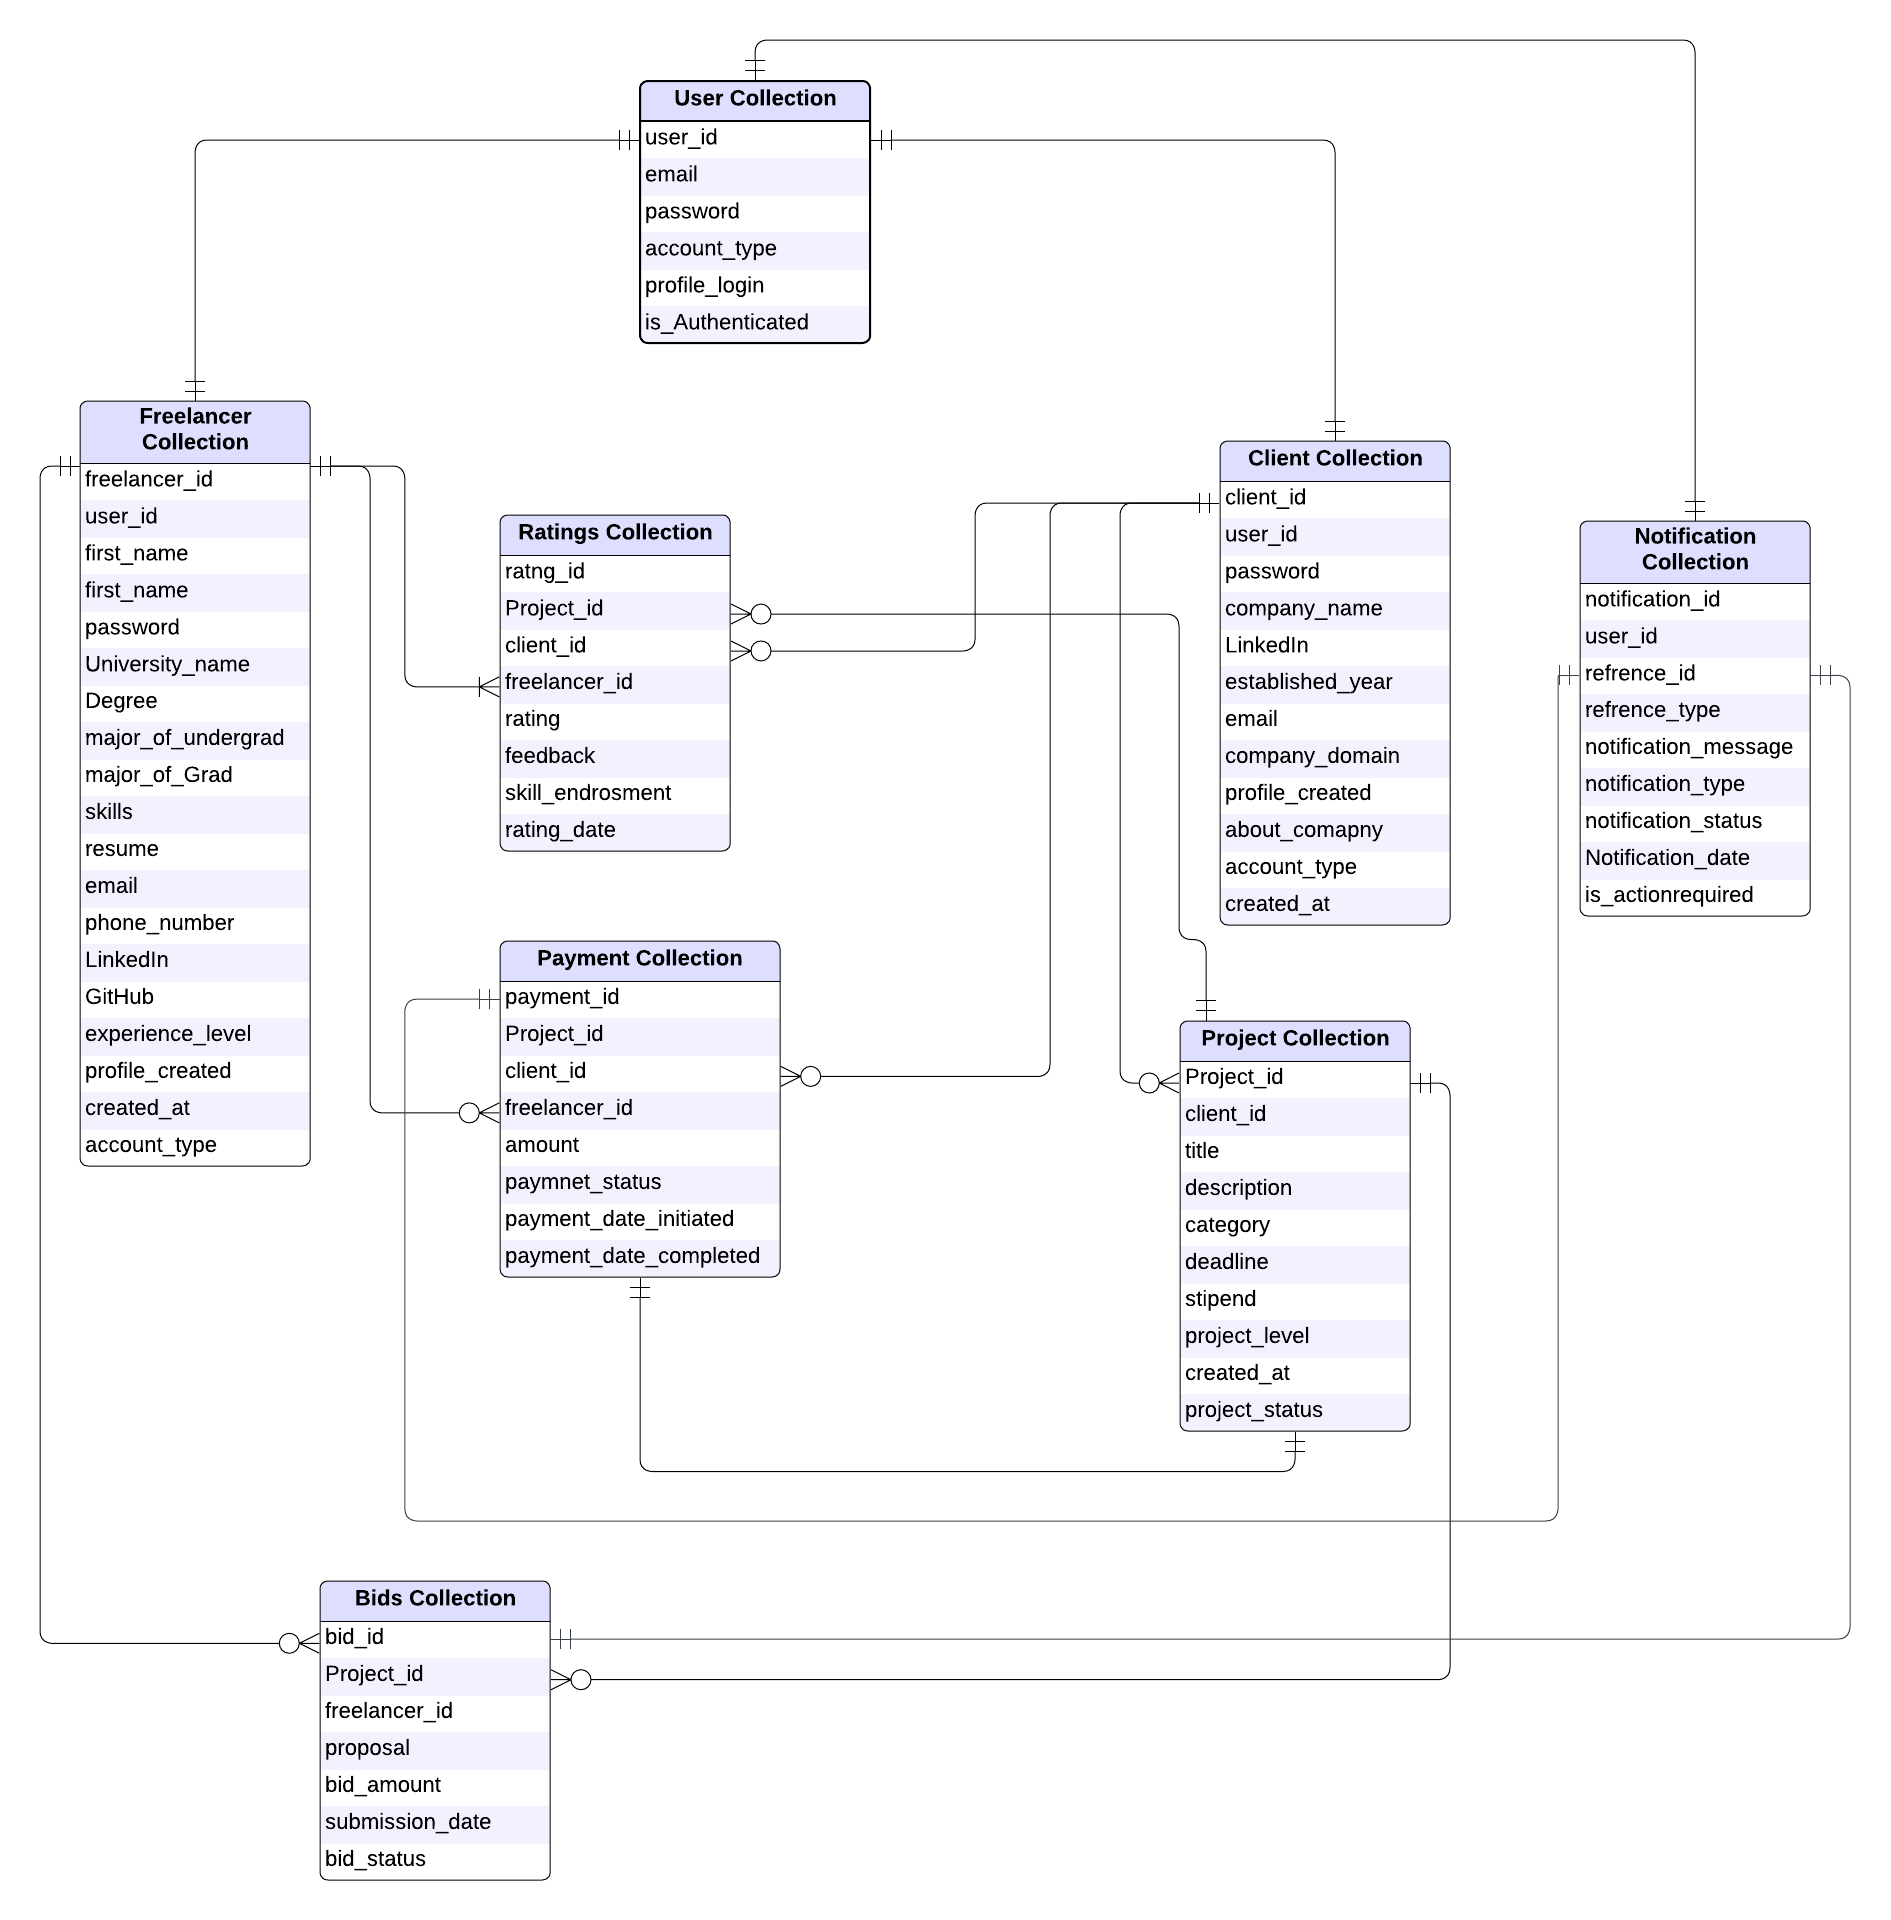 User Collection
user_id
email
password
account_type
profile_login
is_Authenticated
Freelancer
Collection
freelancer_id
user_id
first_name
first_name
password
University_name
Degree
major_of_undergrad
major_of_Grad
skills
resume
email
phone_number
LinkedIn
GitHub
experience_level
profile_created
created_at
account_type
Ratings Collection
ratng_id
Project_id
client_id
freelancer_id
rating
feedback
skill_endrosment
rating_date
Client Collection
client_id
user_id
password
company_name
LinkedIn
established_year
email
company_domain
profile_created
about_comapny
account_type
created_at
Notification
Collection
notification_id
user_id
refrence_id
refrence_type
notification_message
notification_type
notification_status
Notification_date
is_actionrequired
Payment Collection
payment_id
Project_id
client_id
freelancer_id
amount
paymnet_status
payment_date_initiated
payment_date_completed
Project Collection
Project_id
client_id
title
description
category
deadline
stipend
project_level
created_at
project_status
Bids Collection
bid_id
Project_id
freelancer_id
proposal
bid_amount
submission_date
bid_status